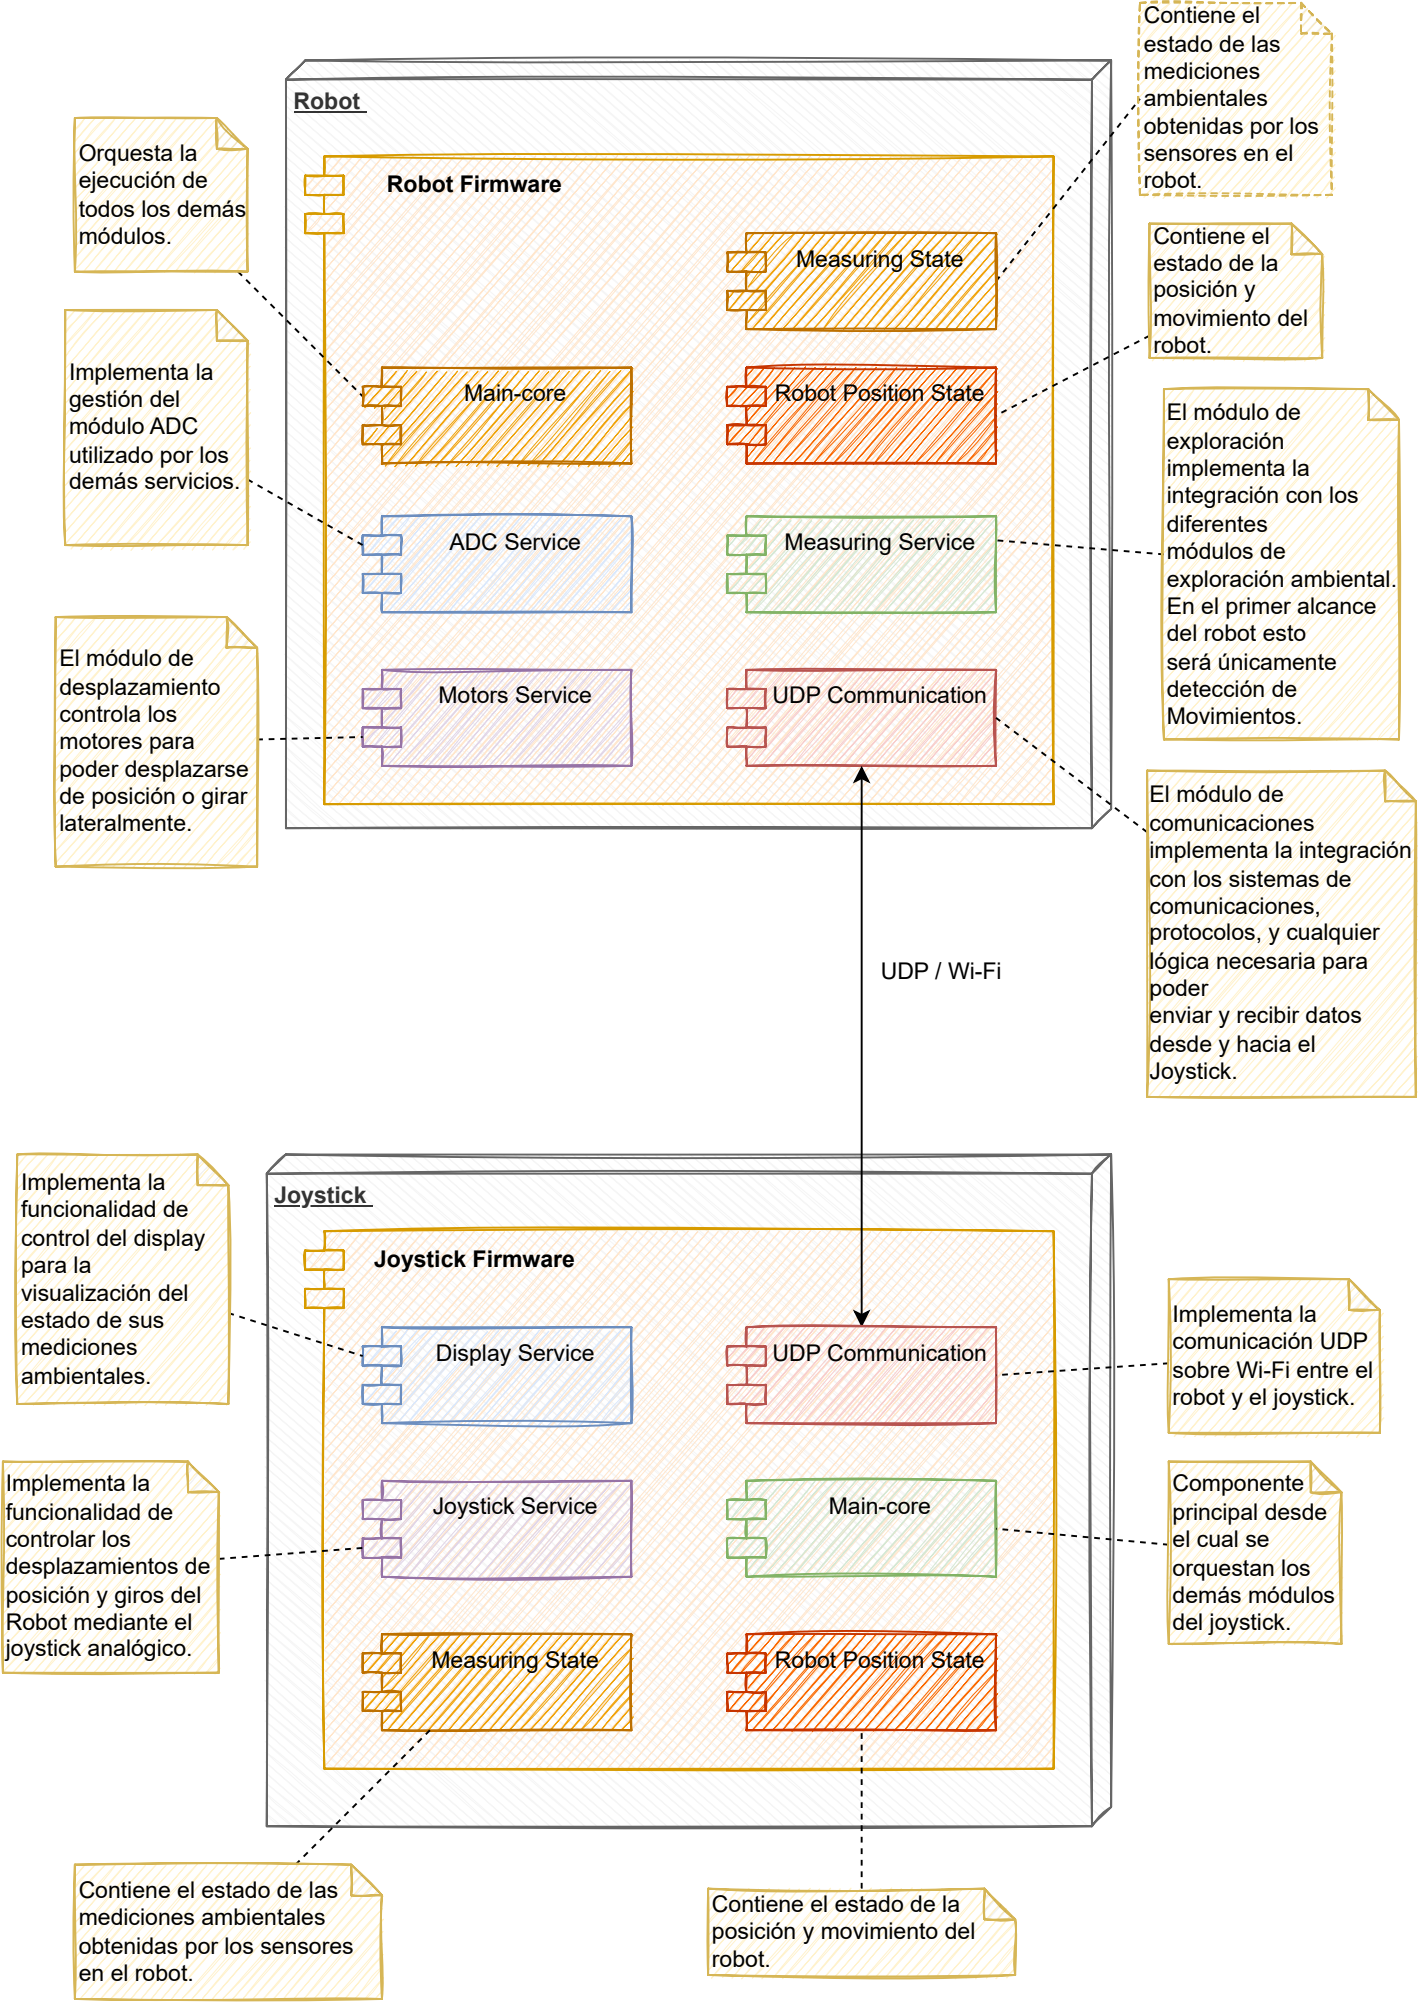 Contiene el
estado de las
mediciones
ambientales
obtenidas por los
sensores en el
robot.
Robot
Orquesta la
ejecución de
todos los demás
módulos.
Robot Firmware
Contiene el
estado de la
posición y
movimiento del
robot.
Measuring State
Implementa la
gestión del
módulo ADC
utilizado por los
demás servicios.
Main-core
Robot Position State
El módulo de
exploración
implementa la
integración con los
diferentes
módulos de
exploración ambiental.
En el primer alcance
del robot esto
será únicamente
detección de
Movimientos.
ADC Service
Measuring Service
El módulo de
desplazamiento
controla los
motores para
poder desplazarse
de posición o girar
lateralmente.
Motors Service
UDP Communication
El módulo de
comunicaciones
implementa la integración
con los sistemas de
comunicaciones,
protocolos, y cualquier
lógica necesaria para
poder
enviar y recibir datos
desde y hacia el
Joystick.
UDP / Wi-Fi
Joystick
Implementa la
funcionalidad de
control del display
para la
visualización del
estado de sus
mediciones
ambientales.
Joystick Firmware
Display Service
UDP Communication
Implementa la
comunicación UDP
sobre Wi-Fi entre el
robot y el joystick.
Implementa la
funcionalidad de
controlar los
desplazamientos de
posición y giros del
Robot mediante el
joystick analógico.
Joystick Service
Main-core
Componente
principal desde
el cual se
orquestan los
demás módulos
del joystick.
Measuring State
Robot Position State
Contiene el estado de las
mediciones ambientales
obtenidas por los sensores
en el robot.
Contiene el estado de la
posición y movimiento del
robot.